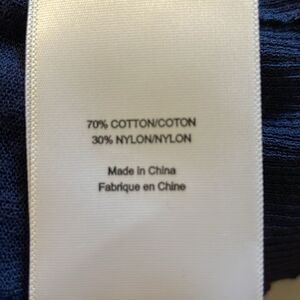 70% COTTON/COTON
30% NYLON/NYLON
Made in China
Fabrique en Chine